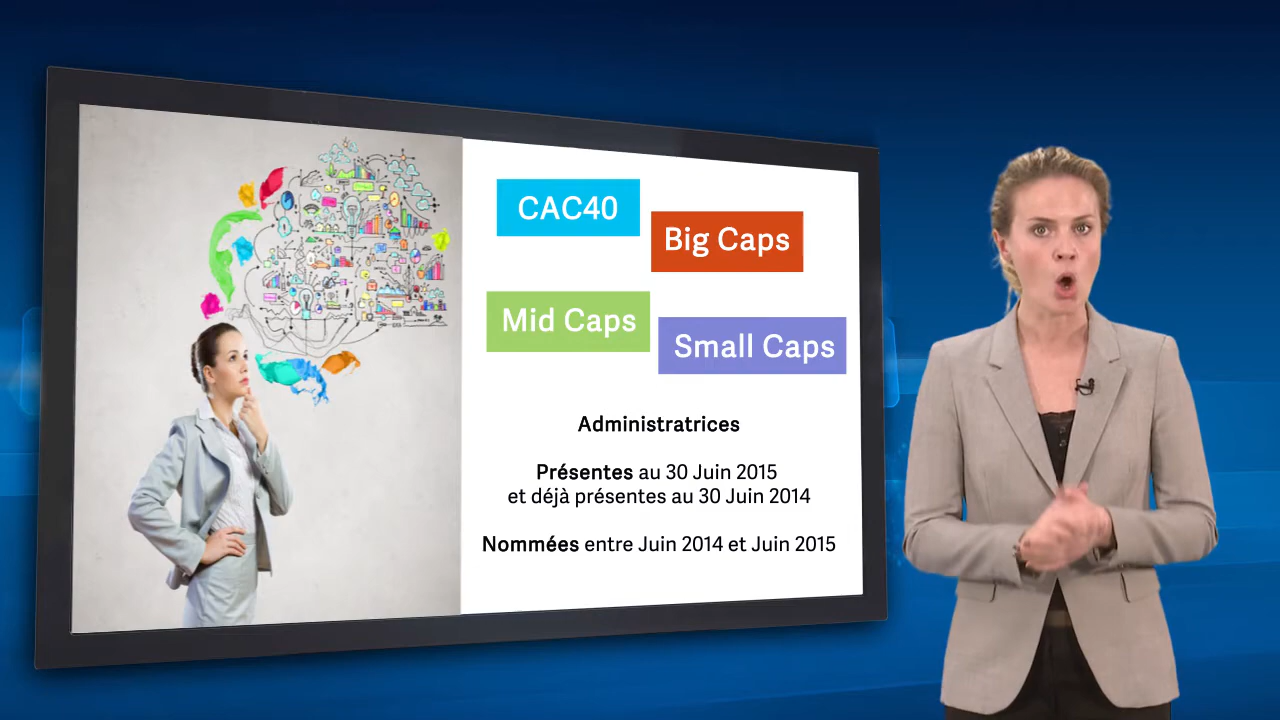 CAC40
Big Caps
Mid Caps
Small Caps
Administratrices
Présentes au 30 Juin 2015
et déjà présentes au 30 Juin 2014
Nommées entre Juin 2014 et Juin 2015